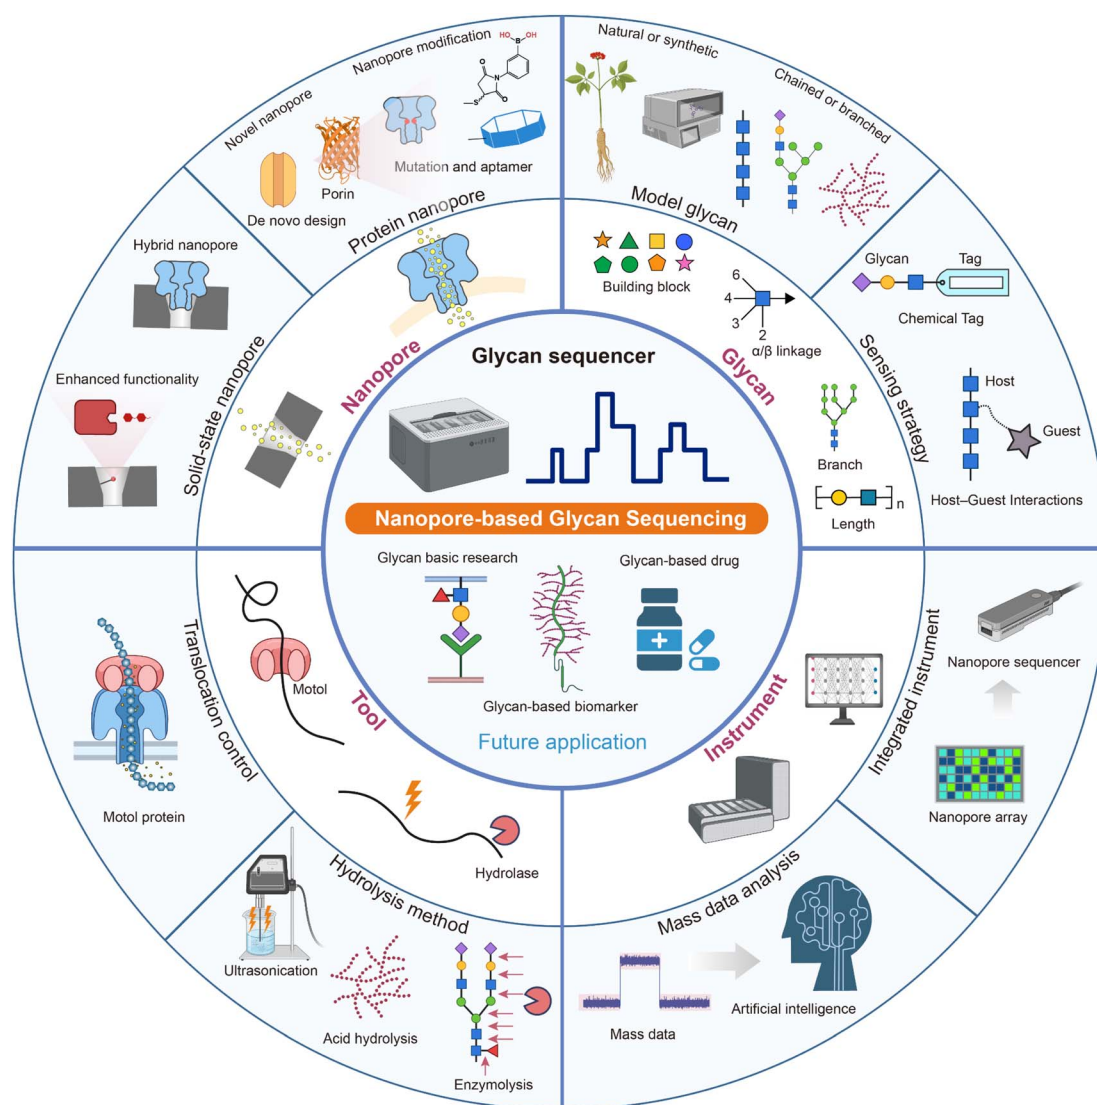 Glycan sequencer
Nanopore-based Glycan Sequencing
Glycan basic research
Glycan-based drug
Glycan-based biomarker
Future application
Nanopore
Protein nanopore
Novel nanopore
Nanopore modification
HO
B
OH
O
N
S
O
Porin
De novo design
Mutation and aptamer
Solid-state nanopore
Hybrid nanopore
Enhanced functionality
Glycan
Building block
6
4
3
2
α/β linkage
Branch
n
Length
Model glycan
Natural or synthetic
Chained or branched
Sensing strategy
Glycan
Tag
Chemical Tag
Host
Guest
Host–Guest Interactions
Instrument
Integrated instrument
Nanopore sequencer
Nanopore array
Mass data analysis
Mass data
Artificial intelligence
Tool
Motol
Hydrolase
Translocation control
Motol protein
Hydrolysis method
Ultrasonication
Acid hydrolysis
Enzymolysis